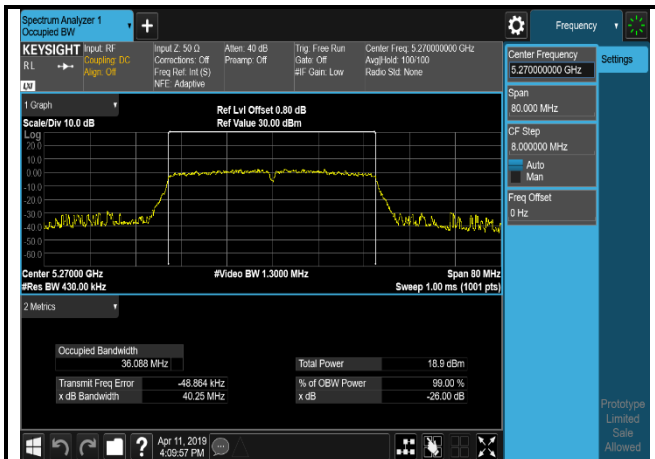 Spectrum Analyzer 1
Occupied BW
+
Frequency
KEYSIGHT
RL
LXI
Input: RF
Coupling: DC
Align: Off
Input Z: 50 Ω
Corrections: Off
Freq Ref: Int (S)
NFE: Adaptive
Atten: 40 dB
Preamp: Off
Trig: Free Run
Gate: Off
#IF Gain: Low
Center Freq: 5.270000000 GHz
Avg|Hold: 100/100
Radio Std: None
Center Frequency
5.270000000 GHz
Settings
Span
80.000 MHz
CF Step
8.000000 MHz
Auto
Man
Freq Offset
0 Hz
1 Graph
Scale/Div 10.0 dB
Ref Lvl Offset 0.80 dB
Ref Value 30.00 dBm
Log
20.0
10.0
0.00
-10.0
-20.0
-30.0
-40.0
-50.0
-60.0
Center 5.27000 GHz
#Video BW 1.3000 MHz
Span 80 MHz
#Res BW 430.00 kHz
Sweep 1.00 ms (1001 pts)
2 Metrics
Occupied Bandwidth
36.088 MHz
Total Power 18.9 dBm
Transmit Freq Error -48.864 kHz
% of OBW Power 99.00 %
x dB Bandwidth 40.25 MHz
x dB -26.00 dB
Prototype
Limited
Sale
Allowed
?
Apr 11, 2019
4:09:57 PM